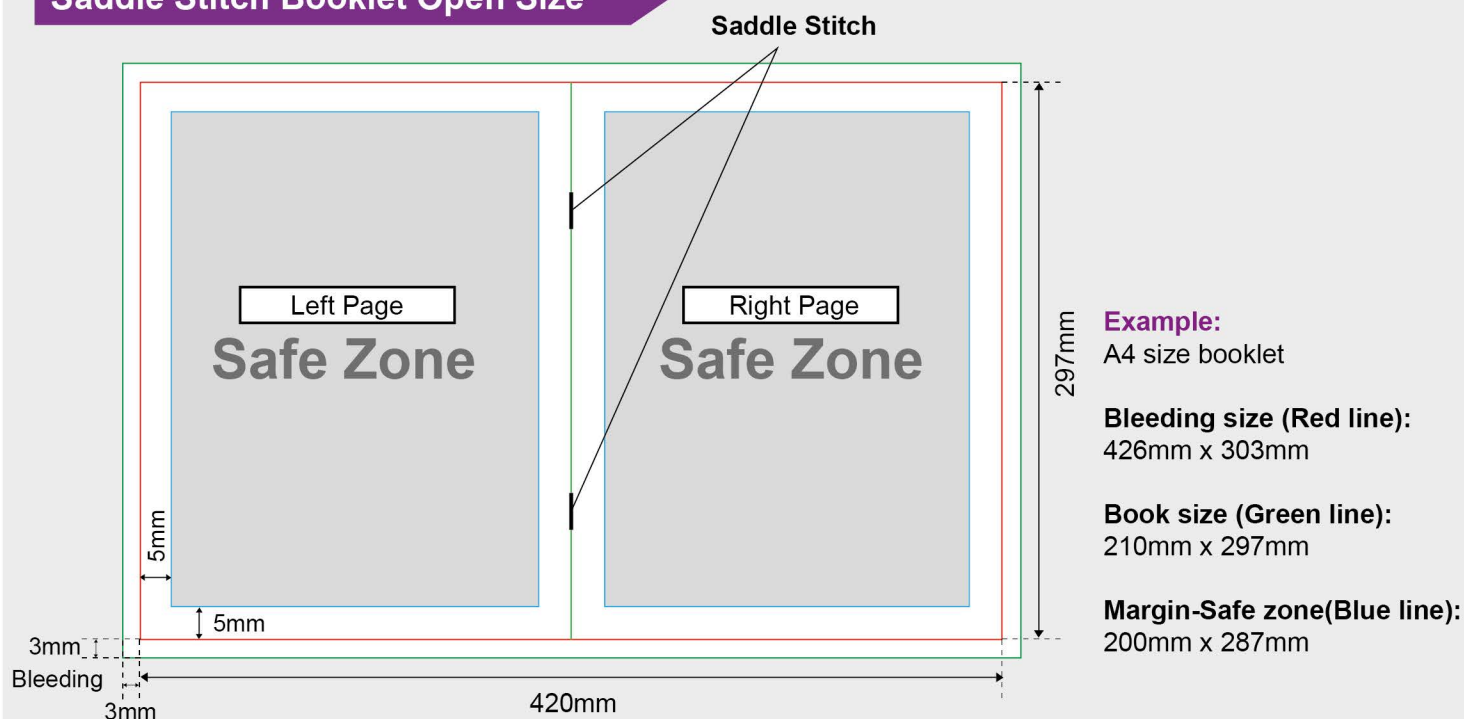 Saddle Stitch Booklet Open Size
Saddle Stitch
Left Page
Safe Zone
Right Page
Safe Zone
5mm
5mm
3mm
Bleeding
3mm
420mm
297mm
Example:
A4 size booklet
Bleeding size (Red line):
426mm x 303mm
Book size (Green line):
210mm x 297mm
Margin-Safe zone(Blue line):
200mm x 287mm